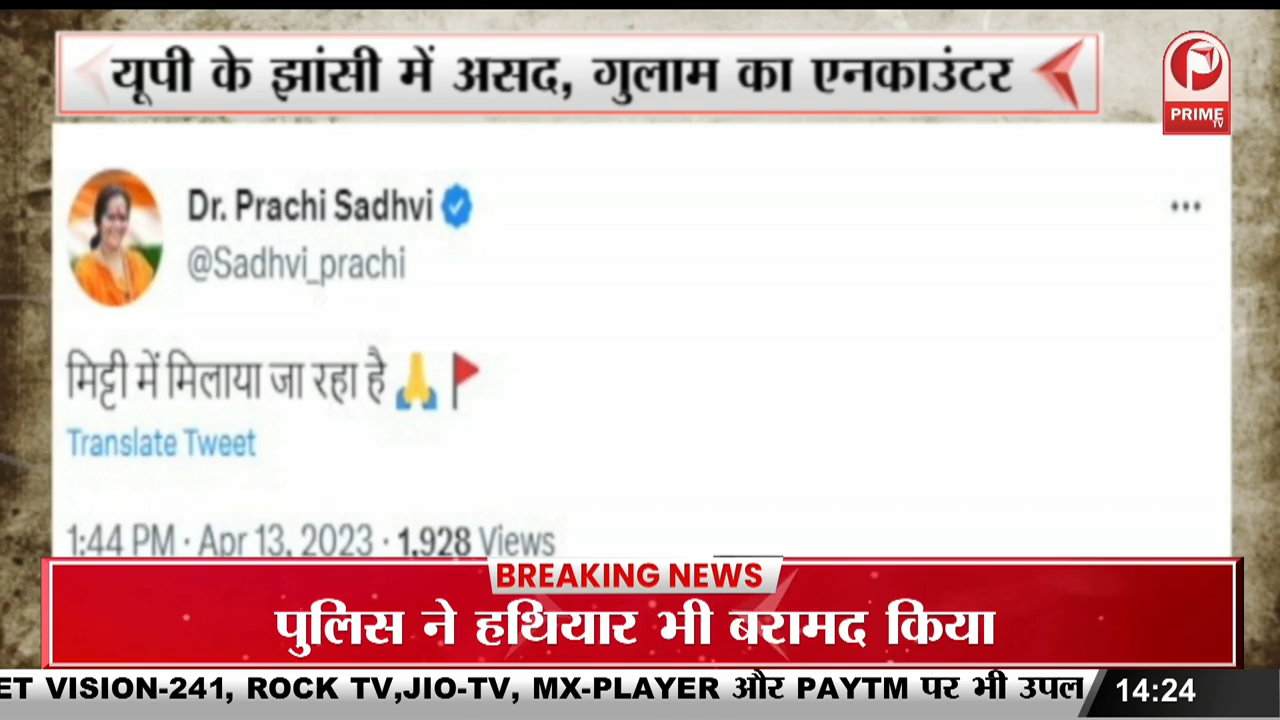 यूपी के झांसी में असद, गुलाम का एनकाउंटर
PRIME
TV
Dr. Prachi Sadhvi
@Sadhvi_prachi
मिट्टी में मिलाया जा रहा है 🙏🚩
Translate Tweet
1:44 PM · Apr 13, 2023 · 1,928 Views
BREAKING NEWS
पुलिस ने हथियार भी बरामद किया
ET VISION-241, ROCK TV,JIO-TV, MX-PLAYER और PAYTM पर भी उपल
14:24